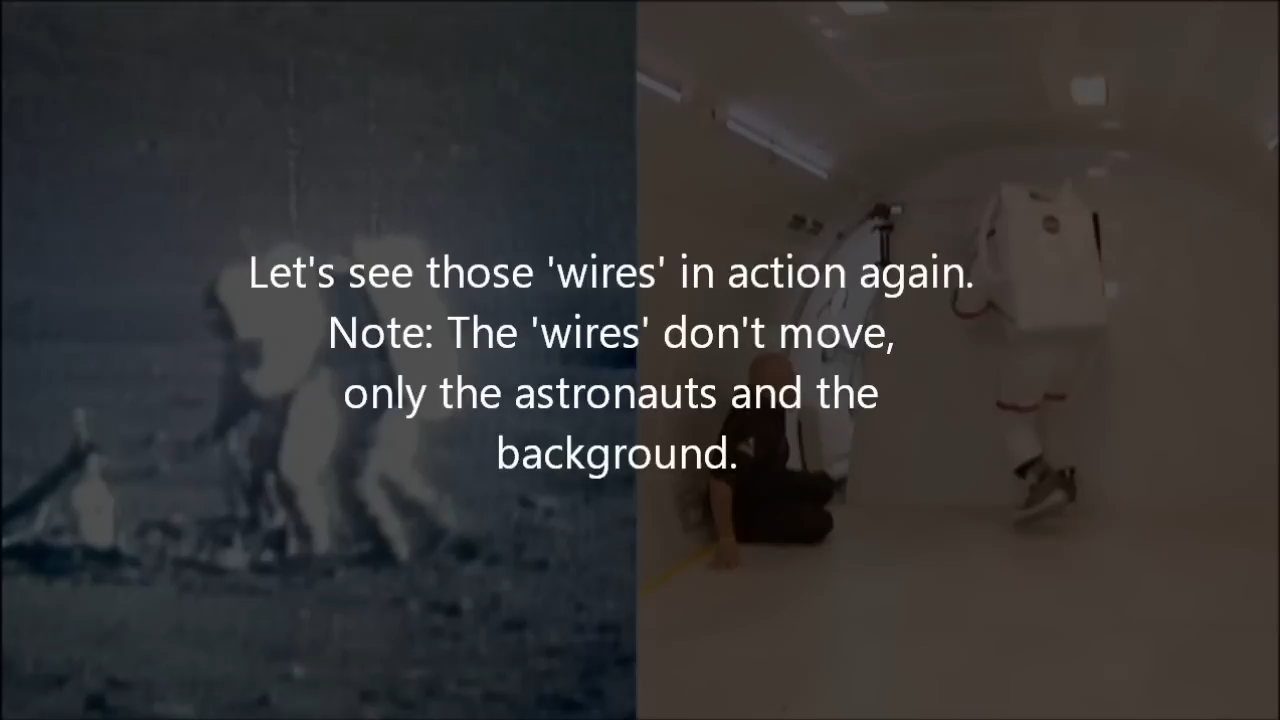 Let's see those 'wires' in action again.
Note: The 'wires' don't move,
only the astronauts and the
background.